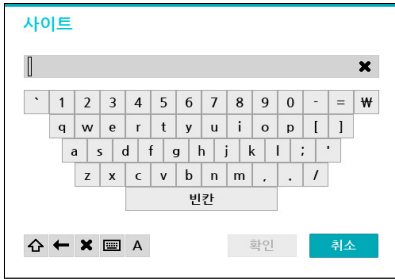 사이트
` 1 2 3 4 5 6 7 8 9 0 - = ₩
q w e r t y u i o p [ ]
a s d f g h j k l ; '
z x c v b n m , . /
빈칸
A 확인 취소